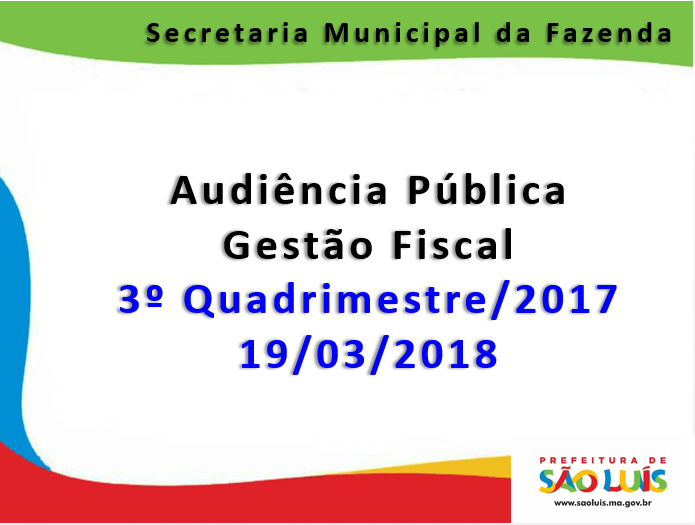 Secretaria Municipal da Fazenda
Audiência Pública
Gestão Fiscal
3º Quadrimestre/2017
19/03/2018
PREFEITURA DE
SÃO LUÍS
www.saoluis.ma.gov.br